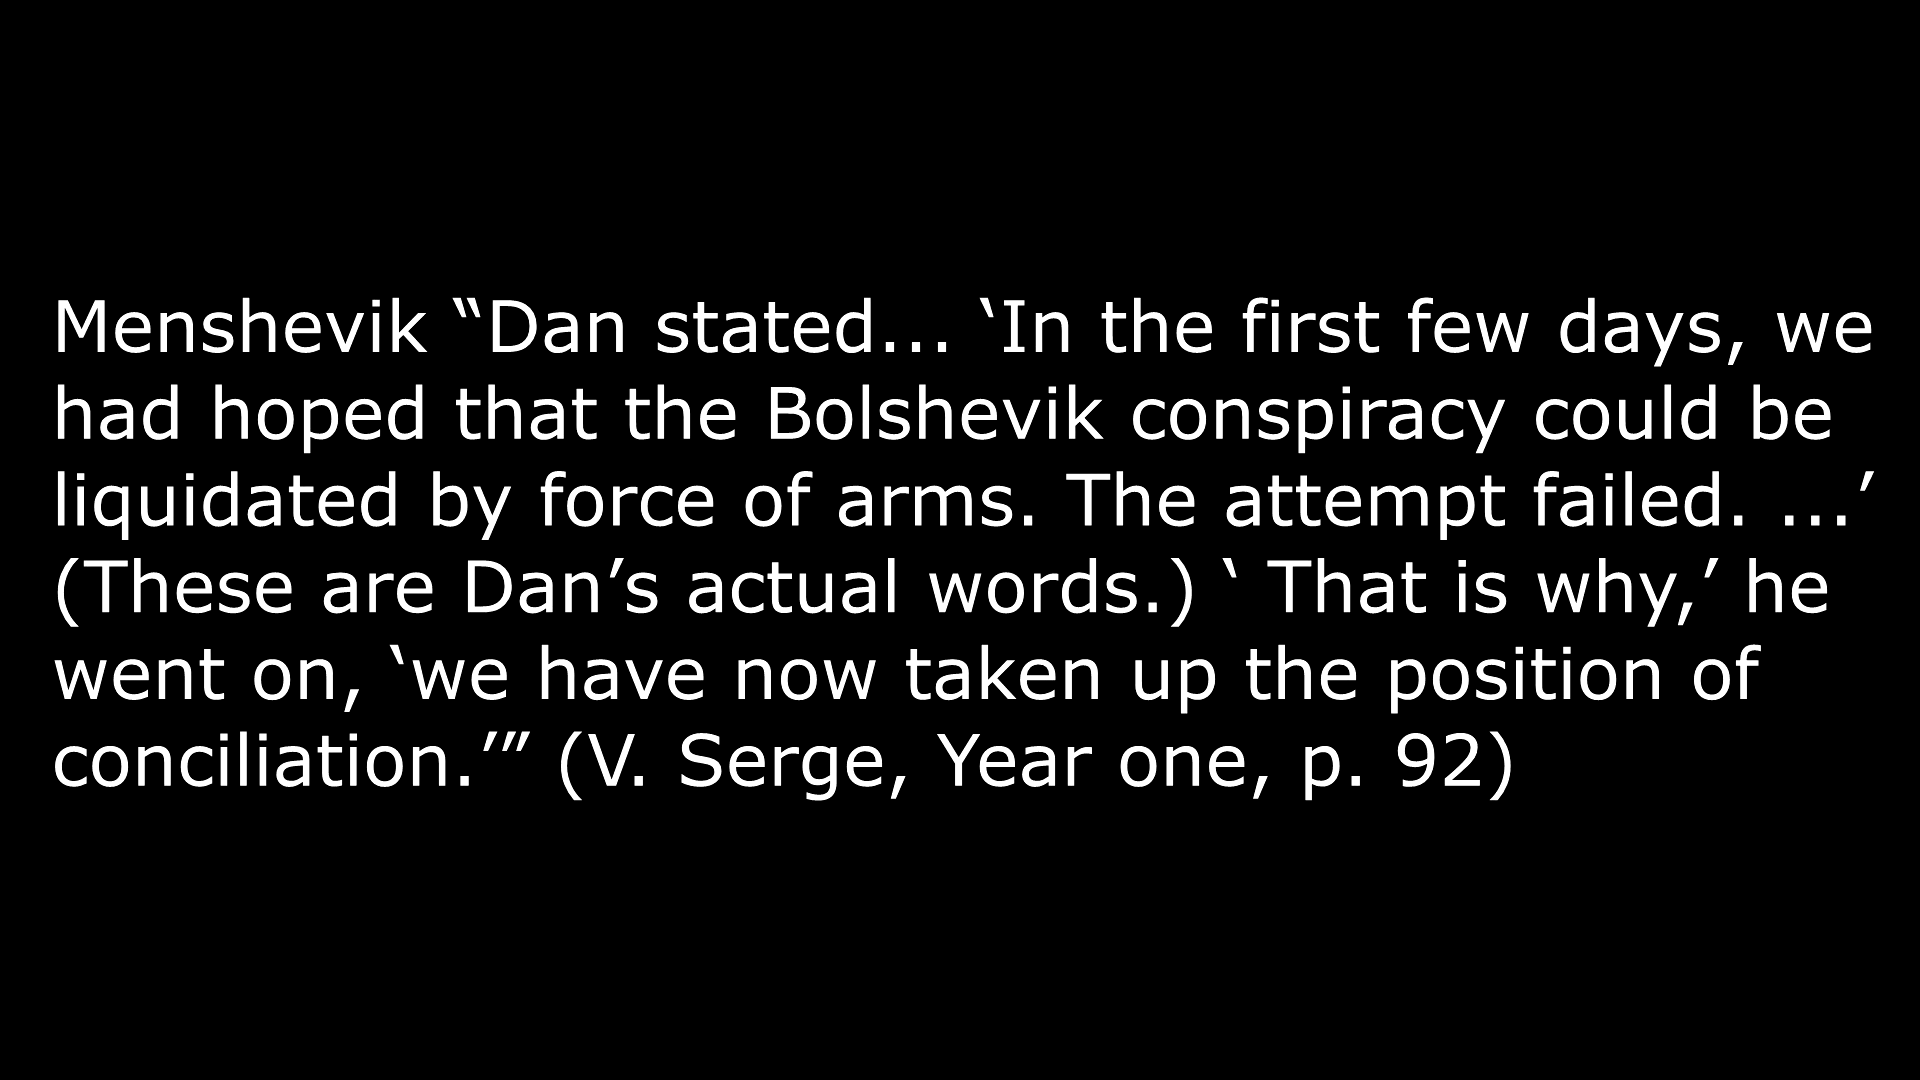 Menshevik “Dan stated... ‘In the first few days, we
had hoped that the Bolshevik conspiracy could be
liquidated by force of arms. The attempt failed. ...’
(These are Dan’s actual words.) ‘ That is why,’ he
went on, ‘we have now taken up the position of
conciliation.’” (V. Serge, Year one, p. 92)